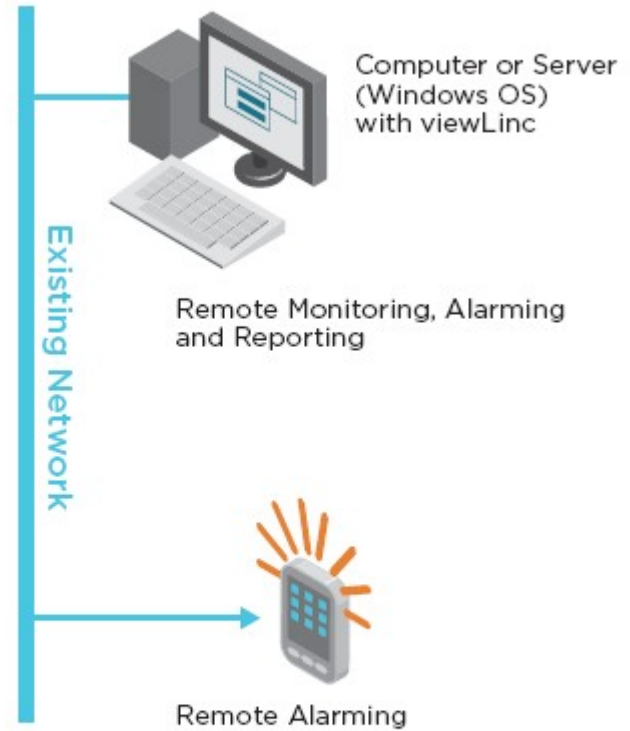 Computer or Server
(Windows OS)
with viewLinc
Existing Network
Remote Monitoring, Alarming
and Reporting
Remote Alarming